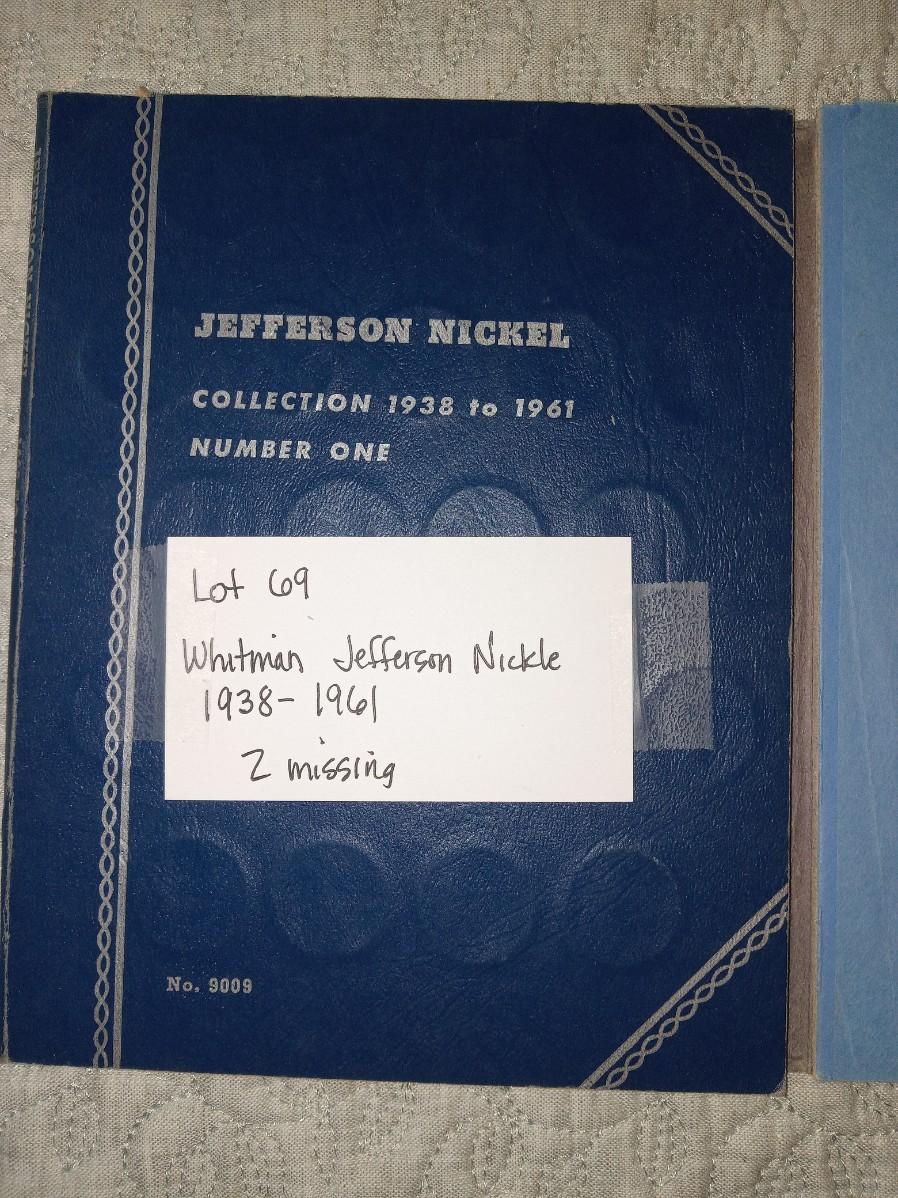 JEFFERSON NICKEL
COLLECTION 1938 to 1961
NUMBER ONE
Lot 69
Whitman Jefferson Nickle
1938-1961
2 missing
No. 9009